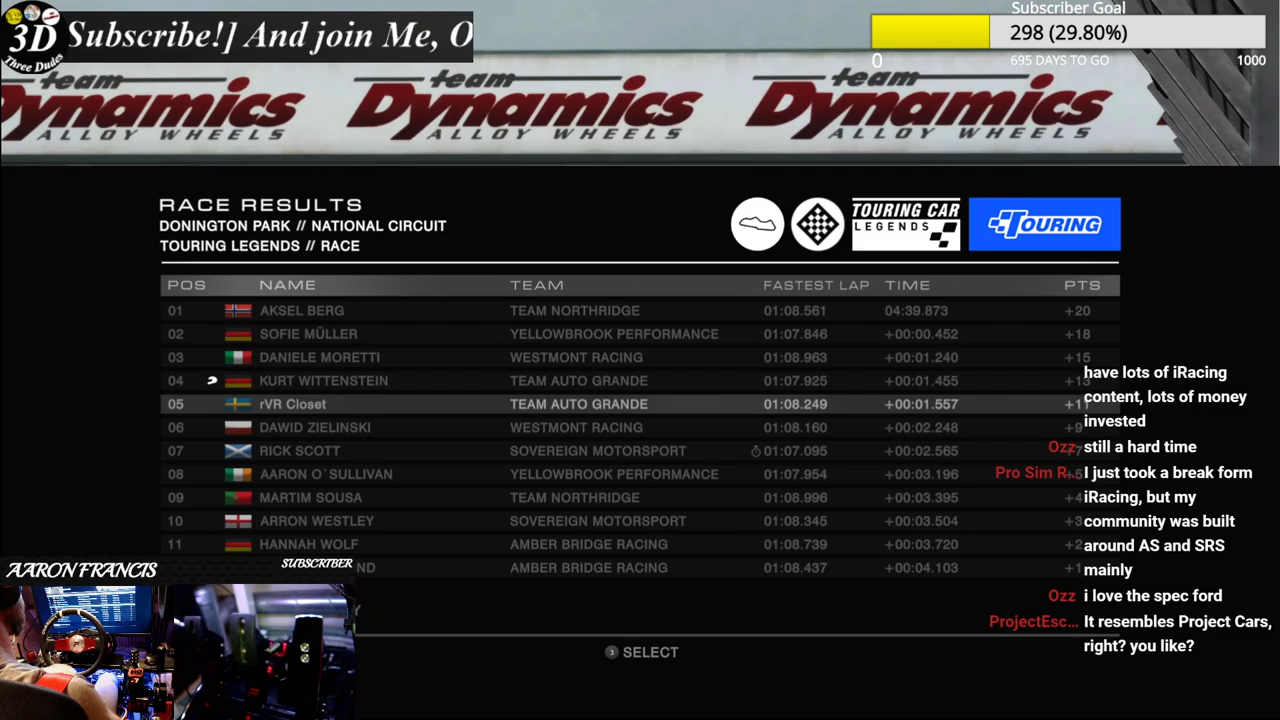 3D
Three Dudes
Subscribe!] And join Me, O
Subscriber Goal
298 (29.80%)
0
695 DAYS TO GO
1000
team
Dynamics
ALLOY WHEELS
team
Dynamics
ALLOY WHEELS
team
Dynamics
ALLOY WHEELS
RACE RESULTS
DONINGTON PARK // NATIONAL CIRCUIT
TOURING LEGENDS // RACE
TOURING CAR
LEGENDS
TOURING
POS NAME TEAM FASTEST LAP TIME PTS
01 AKSEL BERG TEAM NORTHRIDGE 01:08.561 04:39.873 +20
02 SOFIE MÛLLER YELLOWBROOK PERFORMANCE 01:07.846 +00:00.452 +18
03 DANIELE MORETTI WESTMONT RACING 01:08.963 +00:01.240 +15
04 KURT WITTENSTEIN TEAM AUTO GRANDE 01:07.925 +00:01.455 +13
05 rVR Closet TEAM AUTO GRANDE 01:08.249 +00:01.557 +11
06 DAWID ZIELINSKI WESTMONT RACING 01:08.160 +00:02.248 +9
07 RICK SCOTT SOVEREIGN MOTORSPORT 01:07.095 +00:02.565 +7
08 AARON O`SULLIVAN YELLOWBROOK PERFORMANCE 01:07.954 +00:03.196 +5
09 MARTIM SOUSA TEAM NORTHRIDGE 01:08.996 +00:03.395 +4
10 ARRON WESTLEY SOVEREIGN MOTORSPORT 01:08.345 +00:03.504 +3
11 HANNAH WOLF AMBER BRIDGE RACING 01:08.739 +00:03.720 +2
ND AMBER BRIDGE RACING 01:08.437 +00:04.103 +1
have lots of iRacing
content, lots of money
invested
Ozz still a hard time
Pro Sim R... I just took a break form
iRacing, but my
community was built
around AS and SRS
mainly
Ozz i love the spec ford
ProjectEsc... It resembles Project Cars,
right? you like?
AARON FRANCIS
SUBSCRIBER
3 SELECT